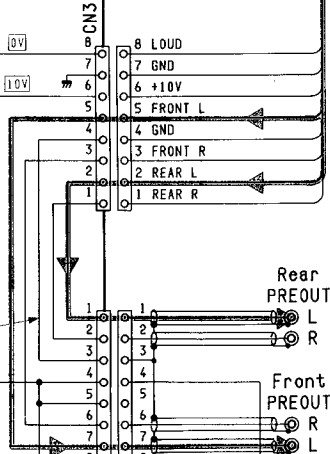 CN3
0V
8 8 LOUD
7 7 GND
10V
6 6 +10V
5 5 FRONT L
4 4 GND
3 3 FRONT R
2 2 REAR L
1 1 REAR R
Rear
PREOUT
1 1 L
2 2 R
3 3
4 4
Front
PREOUT
5 5
6 6 R
7 7 L